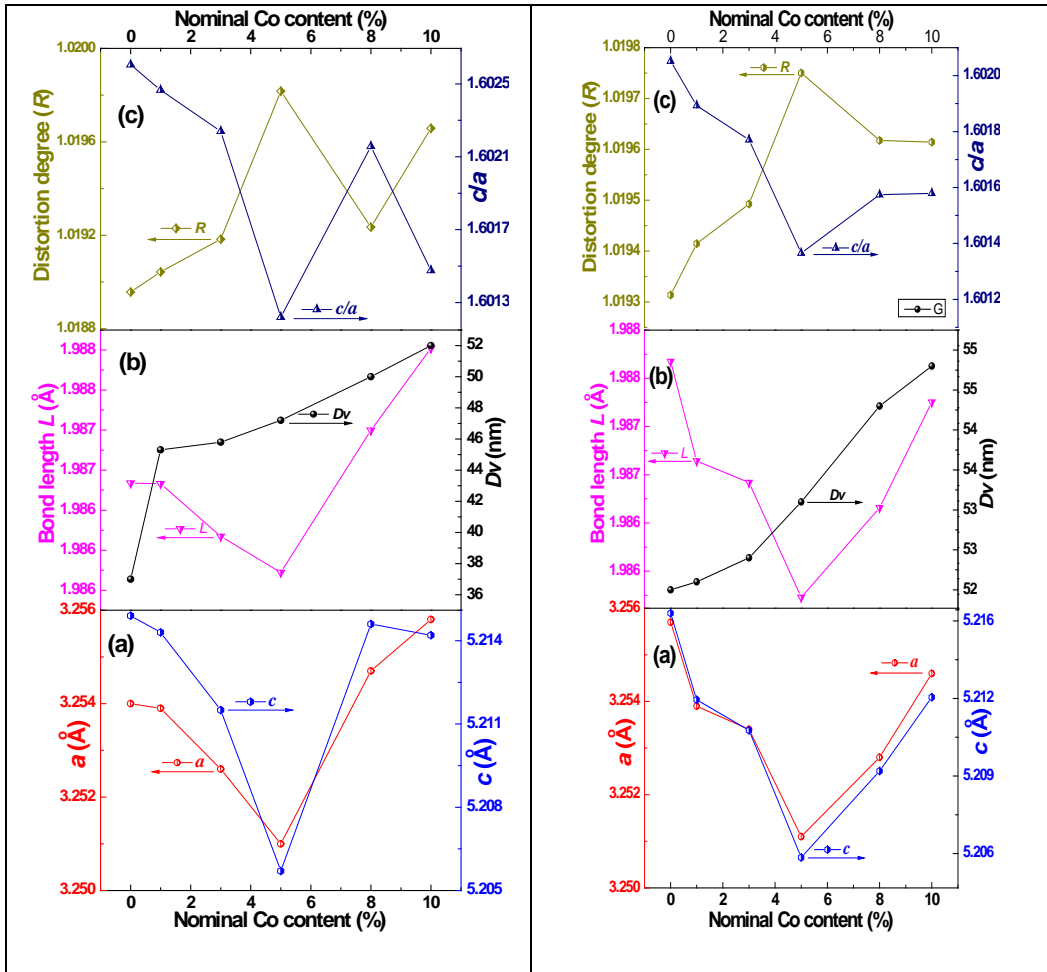 Nominal Co content (%)
0 2 4 6 8 10
1.0200
1.0196
1.0192
1.0188
Distortion degree (R)
(c)
R
c/a
1.6025
1.6021
1.6017
1.6013
c/a
1.988
1.988
1.987
1.987
1.986
1.986
1.986
Bond length L (Å)
(b)
Dv
L
52
50
48
46
44
42
40
38
36
Dv (nm)
3.256
3.254
3.252
3.250
a (Å)
(a)
c
a
5.214
5.211
5.208
5.205
c (Å)
0 2 4 6 8 10
Nominal Co content (%)
Nominal Co content (%)
0 2 4 6 8 10
1.0198
1.0197
1.0196
1.0195
1.0194
1.0193
Distortion degree (R)
(c)
R
c/a
G
1.6020
1.6018
1.6016
1.6014
1.6012
c/a
1.988
1.988
1.987
1.987
1.986
1.986
Bond length L (Å)
(b)
L
Dv
55
55
54
54
53
53
52
Dv (nm)
3.256
3.254
3.252
3.250
a (Å)
(a)
a
c
5.216
5.212
5.209
5.206
c (Å)
0 2 4 6 8 10
Nominal Co content (%)